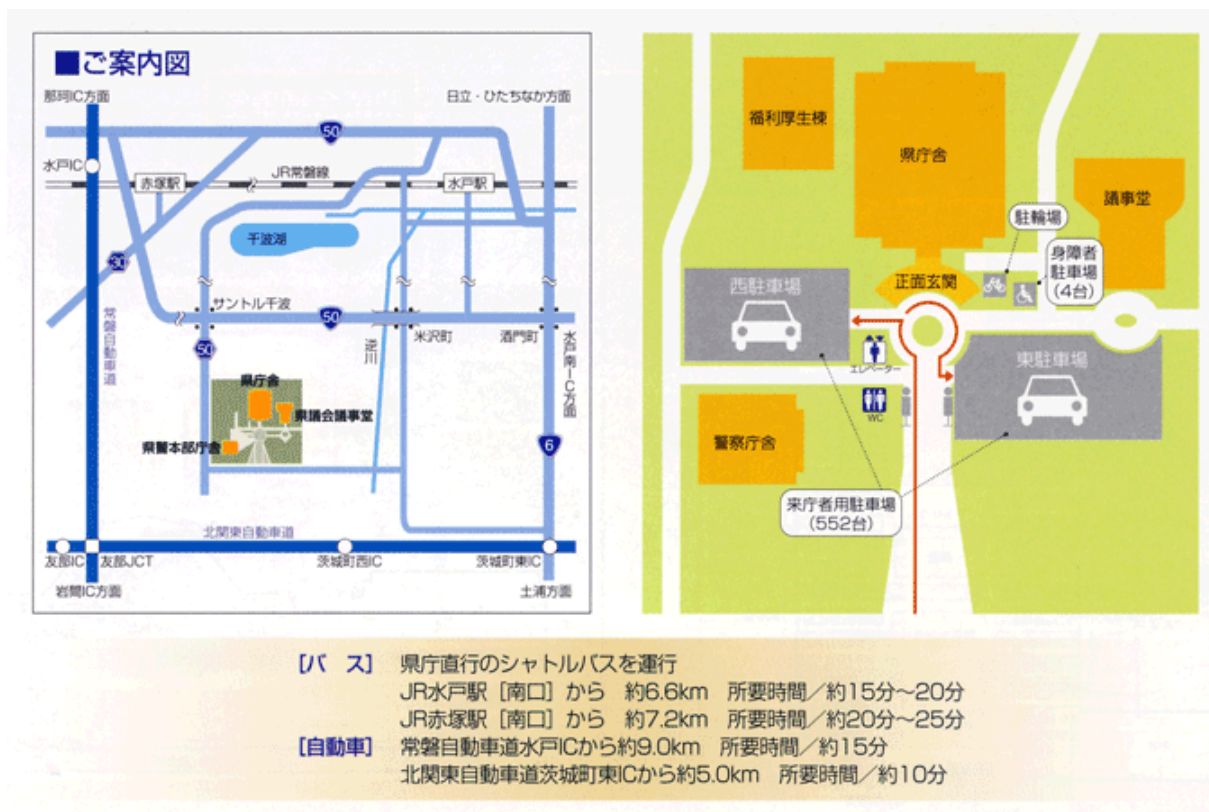 ■ご案内図
那珂IC方面
日立・ひたちなか方面
50
水戸IC
JR常磐線
赤塚駅
水戸駅
千波湖
30
サントル千波
50
米沢町
酒門町
水戸南IC方面
常磐自動車道
50
県庁舎
県議会議事堂
県警本部庁舎
6
北関東自動車道
友部IC
友部JCT
茨城町西IC
茨城町東IC
岩間IC方面
土浦方面
福利厚生棟
県庁舎
議事堂
駐輪場
身障者
駐車場
(4台)
正面玄関
西駐車場
エレベーター
東駐車場
WC
警察庁舎
来庁者用駐車場
(552台)
[バ ス] 県庁直行のシャトルバスを運行
JR水戸駅［南口］から 約6.6km 所要時間／約15分～20分
JR赤塚駅［南口］から 約7.2km 所要時間／約20分～25分
[自動車] 常磐自動車道水戸ICから約9.0km 所要時間／約15分
北関東自動車道茨城町東ICから約5.0km 所要時間／約10分